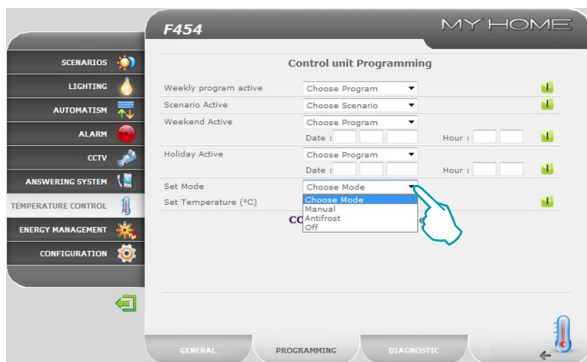 F454
MY HOME
SCENARIOS
LIGHTING
AUTOMATISM
ALARM
CCTV
ANSWERING SYSTEM
TEMPERATURE CONTROL
ENERGY MANAGEMENT
CONFIGURATION
Control unit Programming
Weekly program active Choose Program
Scenario Active Choose Scenario
Weekend Active Choose Program
Date : Hour :
Holiday Active Choose Program
Date : Hour :
Set Mode Choose Mode
Set Temperature (°C)
Choose Mode
Manual
Antifrost
Off
GENERAL PROGRAMMING DIAGNOSTIC